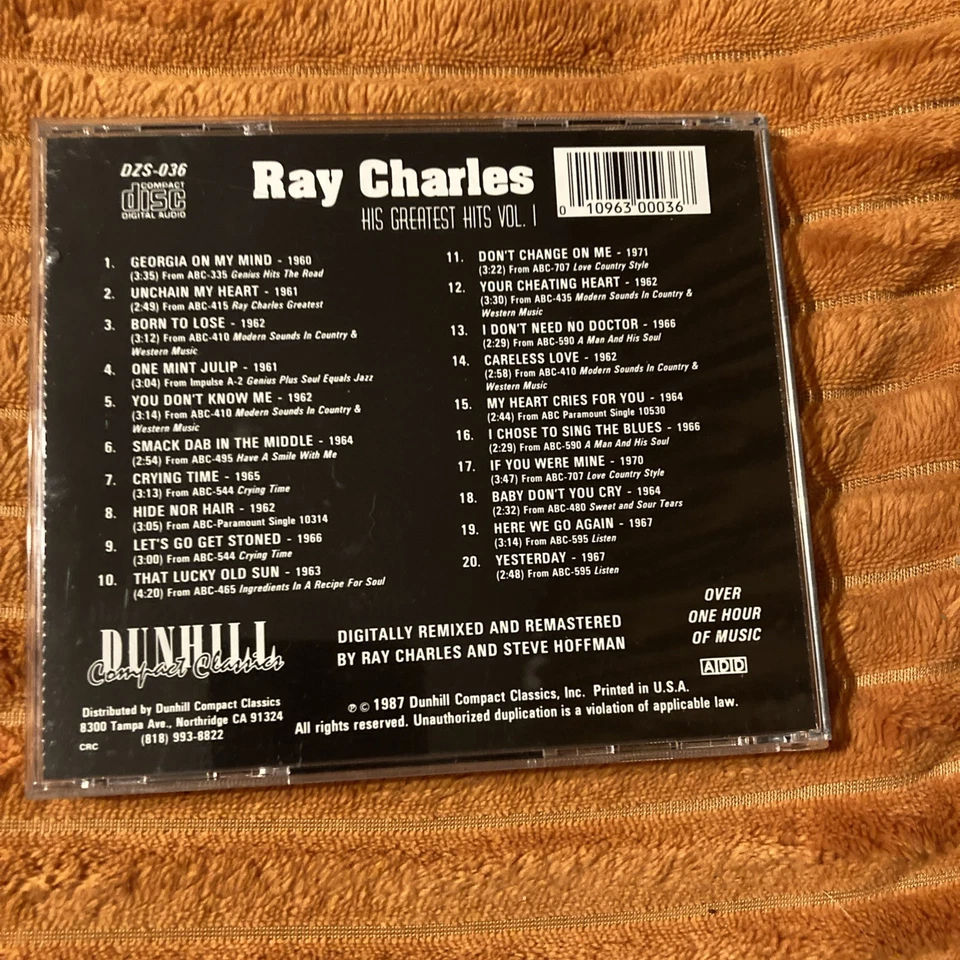 DZS-036
COMPACT
disc
DIGITAL AUDIO
Ray Charles
HIS GREATEST HITS VOL. 1
0 10963 00036
1. GEORGIA ON MY MIND - 1960
(3:35) From ABC-335 Genius Hits The Road
2. UNCHAIN MY HEART - 1961
(2:49) From ABC-415 Ray Charles Greatest
3. BORN TO LOSE - 1962
(3:12) From ABC-410 Modern Sounds In Country &
Western Music
4. ONE MINT JULIP - 1961
(3:04) From Impulse A-2 Genius Plus Soul Equals Jazz
5. YOU DON'T KNOW ME - 1962
(3:14) From ABC-410 Modern Sounds In Country &
Western Music
6. SMACK DAB IN THE MIDDLE - 1964
(2:54) From ABC-495 Have A Smile With Me
7. CRYING TIME - 1965
(3:13) From ABC-544 Crying Time
8. HIDE NOR HAIR - 1962
(3:05) From ABC-Paramount Single 10314
9. LET'S GO GET STONED - 1966
(3:00) From ABC-544 Crying Time
10. THAT LUCKY OLD SUN - 1963
(4:20) From ABC-465 Ingredients In A Recipe For Soul
11. DON'T CHANGE ON ME - 1971
(3:22) From ABC-707 Love Country Style
12. YOUR CHEATING HEART - 1962
(3:30) From ABC-435 Modern Sounds In Country &
Western Music
13. I DON'T NEED NO DOCTOR - 1966
(2:29) From ABC-590 A Man And His Soul
14. CARELESS LOVE - 1962
(2:58) From ABC-410 Modern Sounds In Country &
Western Music
15. MY HEART CRIES FOR YOU - 1964
(2:44) From ABC Paramount Single 10530
16. I CHOSE TO SING THE BLUES - 1966
(2:29) From ABC-590 A Man And His Soul
17. IF YOU WERE MINE - 1970
(3:47) From ABC-707 Love Country Style
18. BABY DON'T YOU CRY - 1964
(2:32) From ABC-480 Sweet and Sour Tears
19. HERE WE GO AGAIN - 1967
(3:14) From ABC-595 Listen
20. YESTERDAY - 1967
(2:48) From ABC-595 Listen
DUNHILL
Compact Classics
Distributed by Dunhill Compact Classics
8300 Tampa Ave., Northridge CA 91324
(818) 993-8822
CRC
DIGITALLY REMIXED AND REMASTERED
BY RAY CHARLES AND STEVE HOFFMAN
OVER
ONE HOUR
OF MUSIC
ADD
℗ © 1987 Dunhill Compact Classics, Inc. Printed in U.S.A.
All rights reserved. Unauthorized duplication is a violation of applicable law.